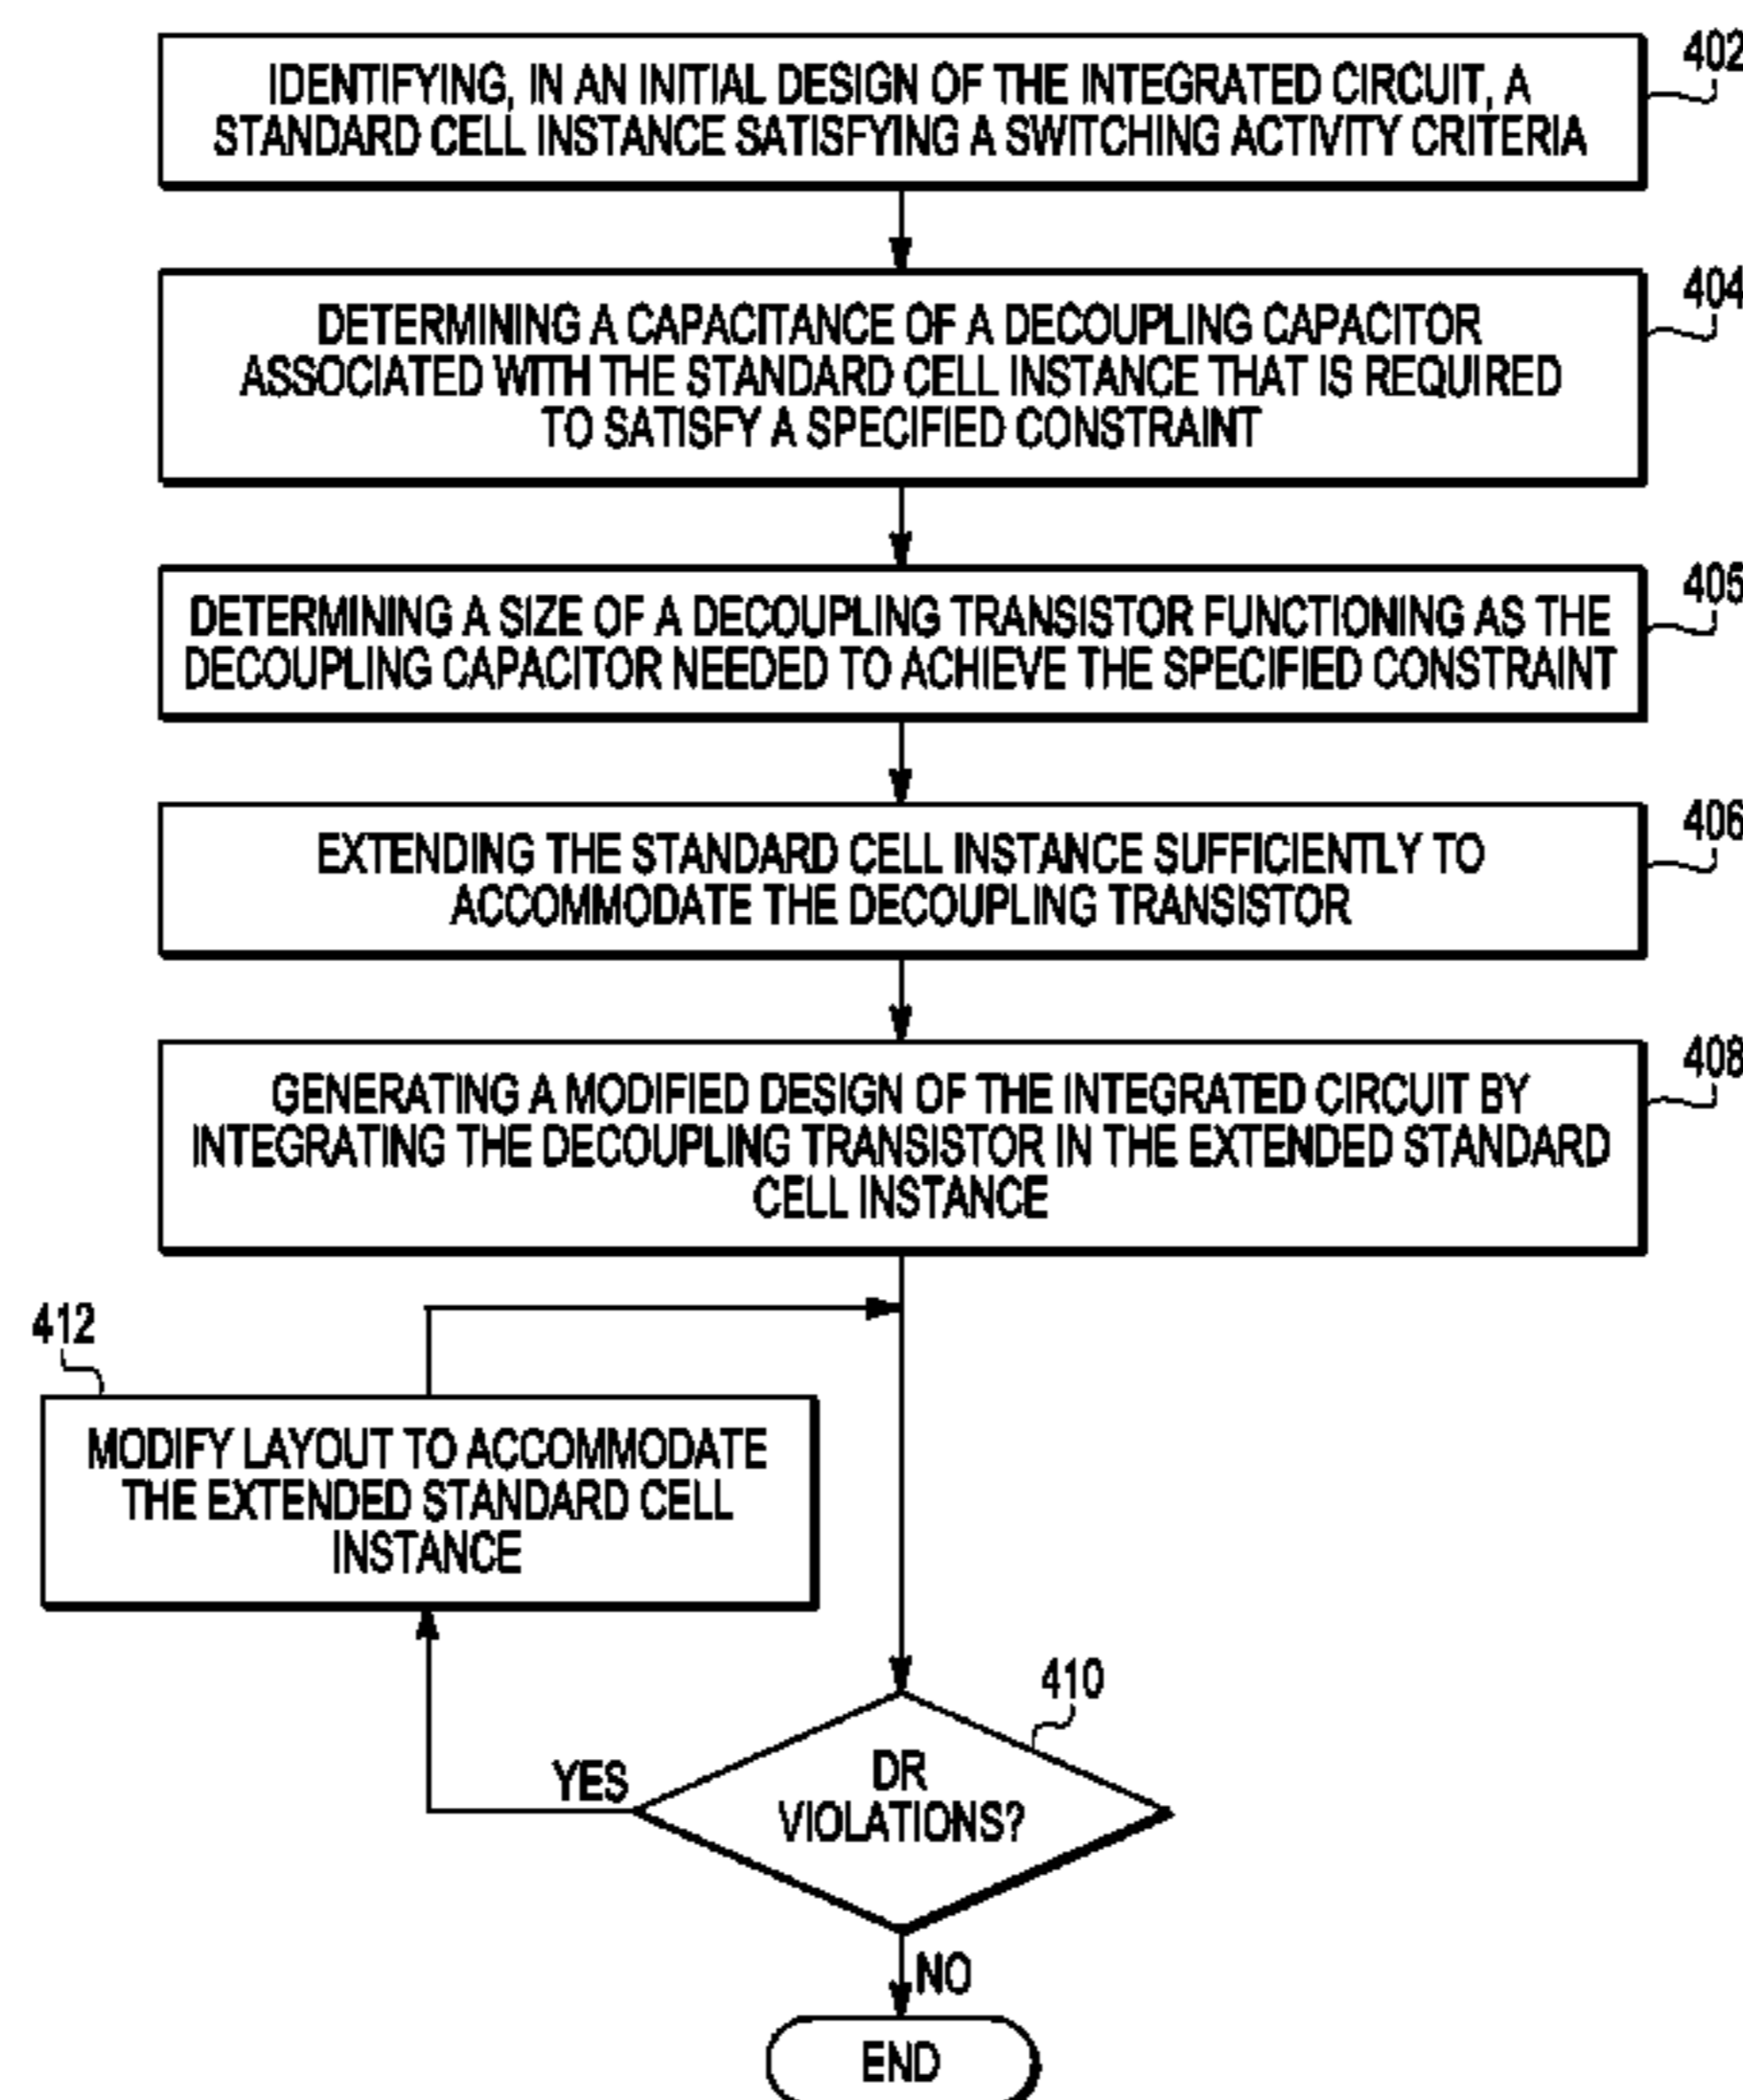 402
IDENTIFYING, IN AN INITIAL DESIGN OF THE INTEGRATED CIRCUIT, A
STANDARD CELL INSTANCE SATISFYING A SWITCHING ACTIVITY CRITERIA
404
DETERMINING A CAPACITANCE OF A DECOUPLING CAPACITOR
ASSOCIATED WITH THE STANDARD CELL INSTANCE THAT IS REQUIRED
TO SATISFY A SPECIFIED CONSTRAINT
405
DETERMINING A SIZE OF A DECOUPLING TRANSISTOR FUNCTIONING AS THE
DECOUPLING CAPACITOR NEEDED TO ACHIEVE THE SPECIFIED CONSTRAINT
406
EXTENDING THE STANDARD CELL INSTANCE SUFFICIENTLY TO
ACCOMMODATE THE DECOUPLING TRANSISTOR
408
GENERATING A MODIFIED DESIGN OF THE INTEGRATED CIRCUIT BY
INTEGRATING THE DECOUPLING TRANSISTOR IN THE EXTENDED STANDARD
CELL INSTANCE
412
MODIFY LAYOUT TO ACCOMMODATE
THE EXTENDED STANDARD CELL
INSTANCE
410
DR
VIOLATIONS?
YES
NO
END